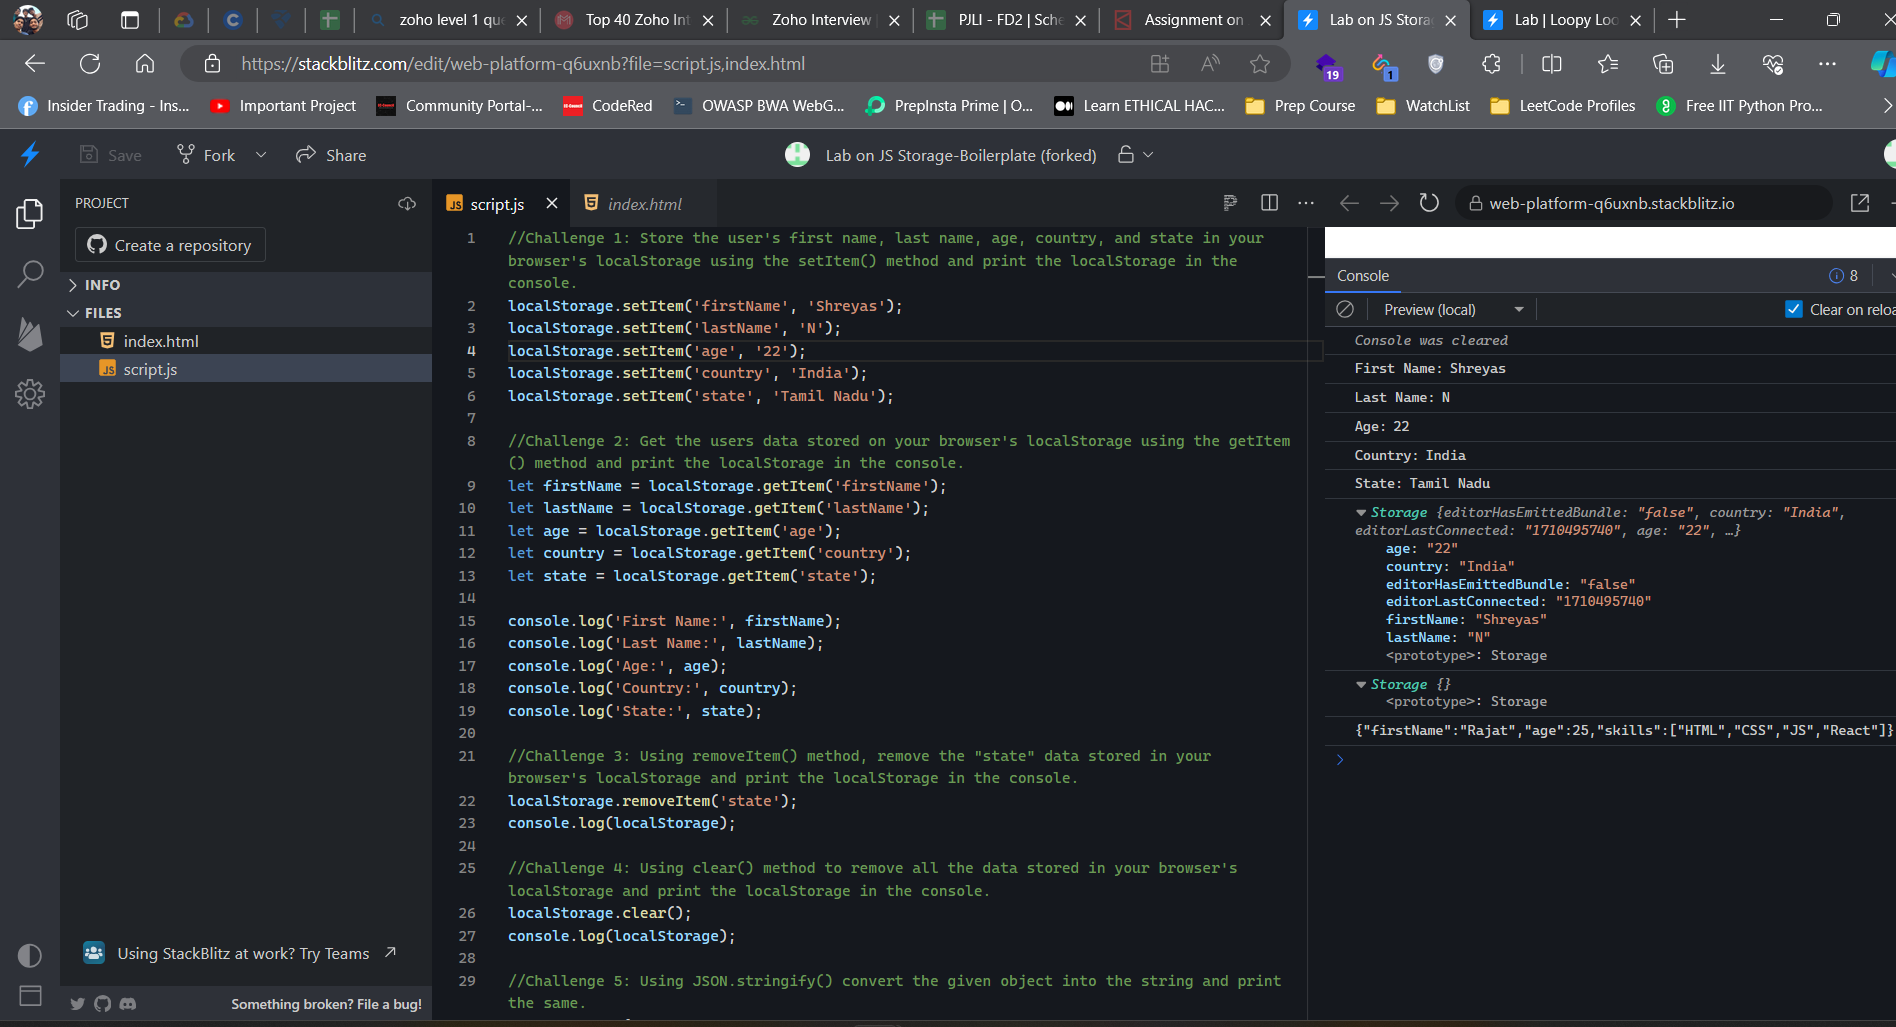 zoho level 1 que
Top 40 Zoho Int
Zoho Interview
PJLI - FD2 | Sche
Assignment on
Lab on JS Stora
Lab | Loopy Loo
https://stackblitz.com/edit/web-platform-q6uxnb?file=script.js,index.html
19
1
Insider Trading - Ins...
Important Project
Community Portal-...
CodeRed
OWASP BWA WebG...
PrepInsta Prime | O...
Learn ETHICAL HAC...
Prep Course
WatchList
LeetCode Profiles
Free IIT Python Pro...
Save
Fork
Share
Lab on JS Storage-Boilerplate (forked)
PROJECT
Create a repository
INFO
FILES
index.html
script.js
Using StackBlitz at work? Try Teams
Something broken? File a bug!
script.js
index.html
1 //Challenge 1: Store the user's first name, last name, age, country, and state in your
browser's localStorage using the setItem() method and print the localStorage in the
console.
2 localStorage.setItem('firstName', 'Shreyas');
3 localStorage.setItem('lastName', 'N');
4 localStorage.setItem('age', '22');
5 localStorage.setItem('country', 'India');
6 localStorage.setItem('state', 'Tamil Nadu');
7
8 //Challenge 2: Get the users data stored on your browser's localStorage using the getItem
() method and print the localStorage in the console.
9 let firstName = localStorage.getItem('firstName');
10 let lastName = localStorage.getItem('lastName');
11 let age = localStorage.getItem('age');
12 let country = localStorage.getItem('country');
13 let state = localStorage.getItem('state');
14
15 console.log('First Name:', firstName);
16 console.log('Last Name:', lastName);
17 console.log('Age:', age);
18 console.log('Country:', country);
19 console.log('State:', state);
20
21 //Challenge 3: Using removeItem() method, remove the "state" data stored in your
browser's localStorage and print the localStorage in the console.
22 localStorage.removeItem('state');
23 console.log(localStorage);
24
25 //Challenge 4: Using clear() method to remove all the data stored in your browser's
localStorage and print the localStorage in the console.
26 localStorage.clear();
27 console.log(localStorage);
28
29 //Challenge 5: Using JSON.stringify() convert the given object into the string and print
the same.
web-platform-q6uxnb.stackblitz.io
Console
8
Preview (local)
Clear on reloa
Console was cleared
First Name: Shreyas
Last Name: N
Age: 22
Country: India
State: Tamil Nadu
Storage {editorHasEmittedBundle: "false", country: "India",
editorLastConnected: "1710495740", age: "22", …}
age: "22"
country: "India"
editorHasEmittedBundle: "false"
editorLastConnected: "1710495740"
firstName: "Shreyas"
lastName: "N"
<prototype>: Storage
Storage {}
<prototype>: Storage
{"firstName":"Rajat","age":25,"skills":["HTML","CSS","JS","React"]}